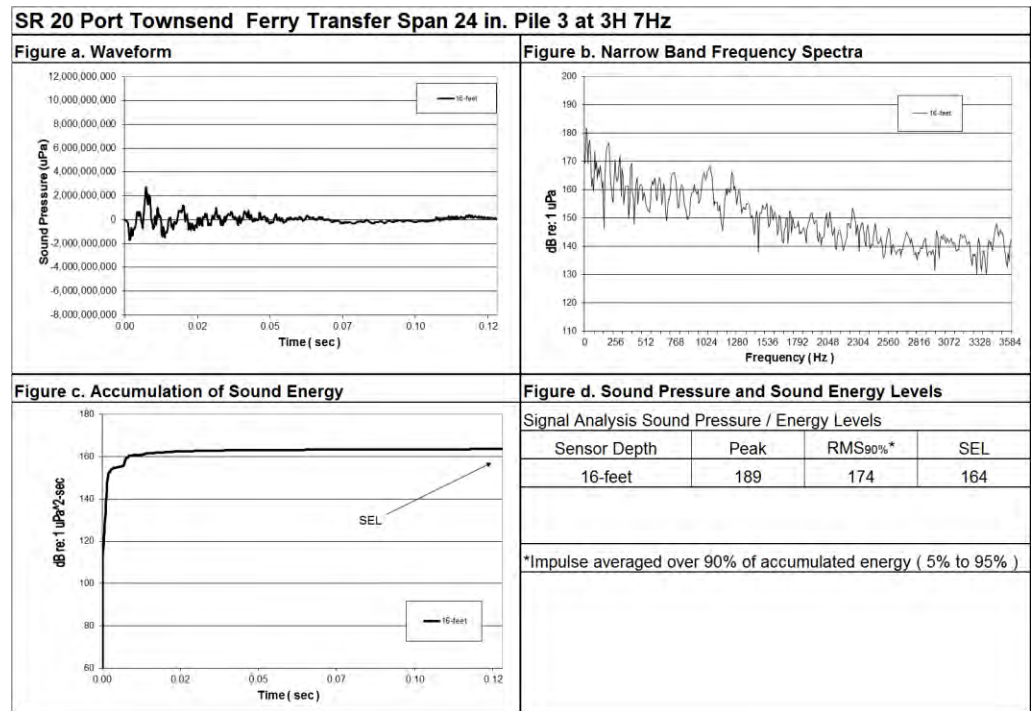 SR 20 Port Townsend Ferry Transfer Span 24 in. Pile 3 at 3H 7Hz
Figure a. Waveform
12,000,000,000
10,000,000,000
8,000,000,000
6,000,000,000
4,000,000,000
2,000,000,000
0
-2,000,000,000
-4,000,000,000
-6,000,000,000
-8,000,000,000
Sound Pressure (uPa)
16-feet
0.00 0.02 0.05 0.07 0.10 0.12
Time ( sec )
Figure b. Narrow Band Frequency Spectra
200
190
180
170
160
150
140
130
120
110
dB re: 1 uPa
16-feet
0 256 512 768 1024 1280 1536 1792 2048 2304 2560 2816 3072 3328 3584
Frequency ( Hz )
Figure c. Accumulation of Sound Energy
180
160
140
120
100
80
60
dB re: 1 uPa^2-sec
SEL
16-feet
0.00 0.02 0.05 0.07 0.10 0.12
Time ( sec )
Figure d. Sound Pressure and Sound Energy Levels
Signal Analysis Sound Pressure / Energy Levels
Sensor Depth Peak RMS90%* SEL
16-feet 189 174 164
*Impulse averaged over 90% of accumulated energy ( 5% to 95% )